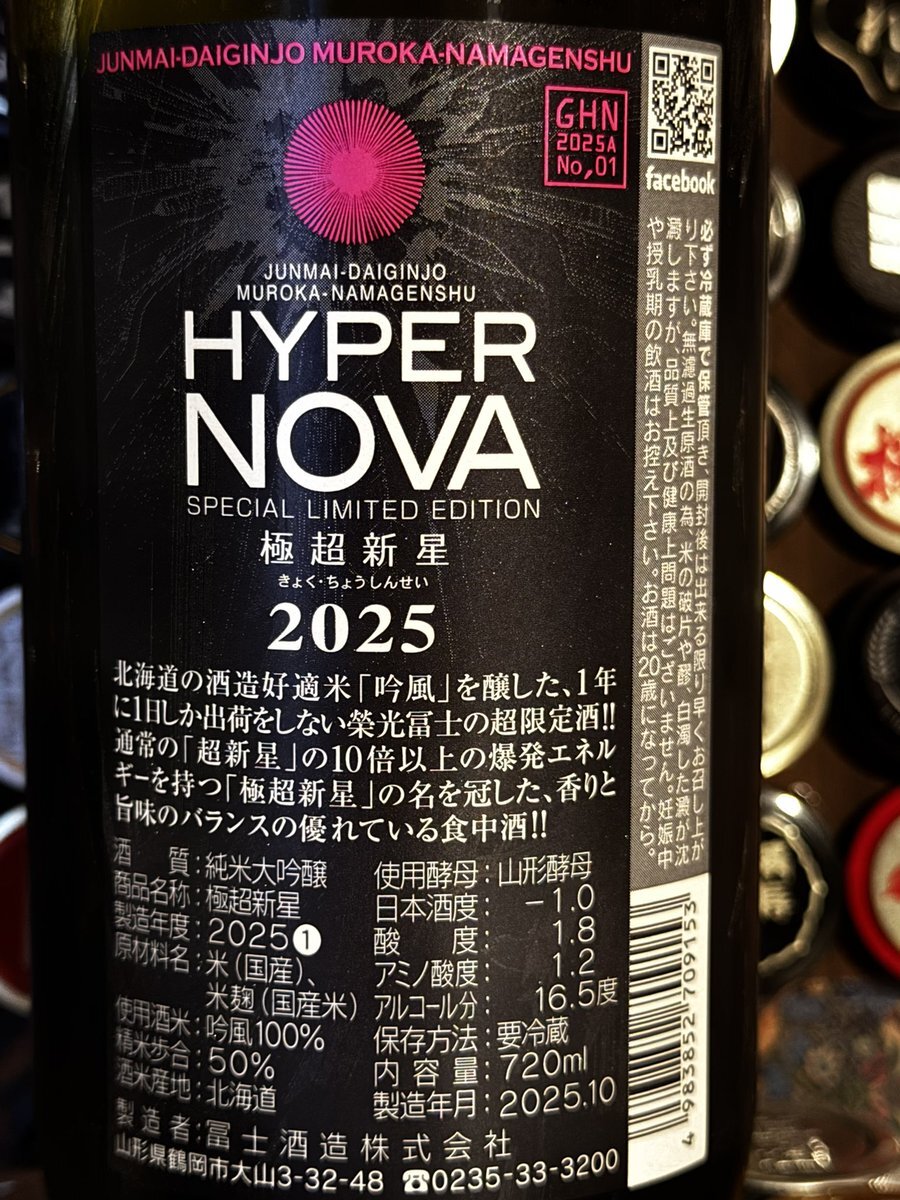 JUNMAI-DAIGINJO MUROKA-NAMAGENSHU
GHN
2025A
No,01
facebook
JUNMAI-DAIGINJO
MUROKA-NAMAGENSHU
HYPER
NOVA
SPECIAL LIMITED EDITION
極超新星
きょく・ちょうしんせい
2025
北海道の酒造好適米「吟風」を醸した、1年
に1日しか出荷をしない榮光冨士の超限定酒!!
通常の「超新星」の10倍以上の爆発エネル
ギーを持つ「極超新星」の名を冠した、香りと
旨味のバランスの優れている食中酒!!
酒質:純米大吟醸
商品名称:極超新星
製造年度:2025①
原材料名:米(国産)、
米麹(国産米)
使用酒米:吟風100%
精米歩合:50%
酒米産地:北海道
使用酵母:山形酵母
日本酒度:-1.0
酸度:1.8
アミノ酸度:1.2
アルコール分:16.5度
保存方法:要冷蔵
内容量:720ml
製造年月:2025.10
製造者:冨士酒造株式会社
山形県鶴岡市大山3-32-48 ☎0235-33-3200
必ず冷蔵庫で保管頂き、開封後は出来る限り早くお召し上が
り下さい。無濾過生原酒の為、米の破片や醪、白濁した澱が沈
澱しますが、品質上及び健康上問題はございません。妊娠中
や授乳期の飲酒はお控え下さい。お酒は20歳になってから。
4 983852 709153